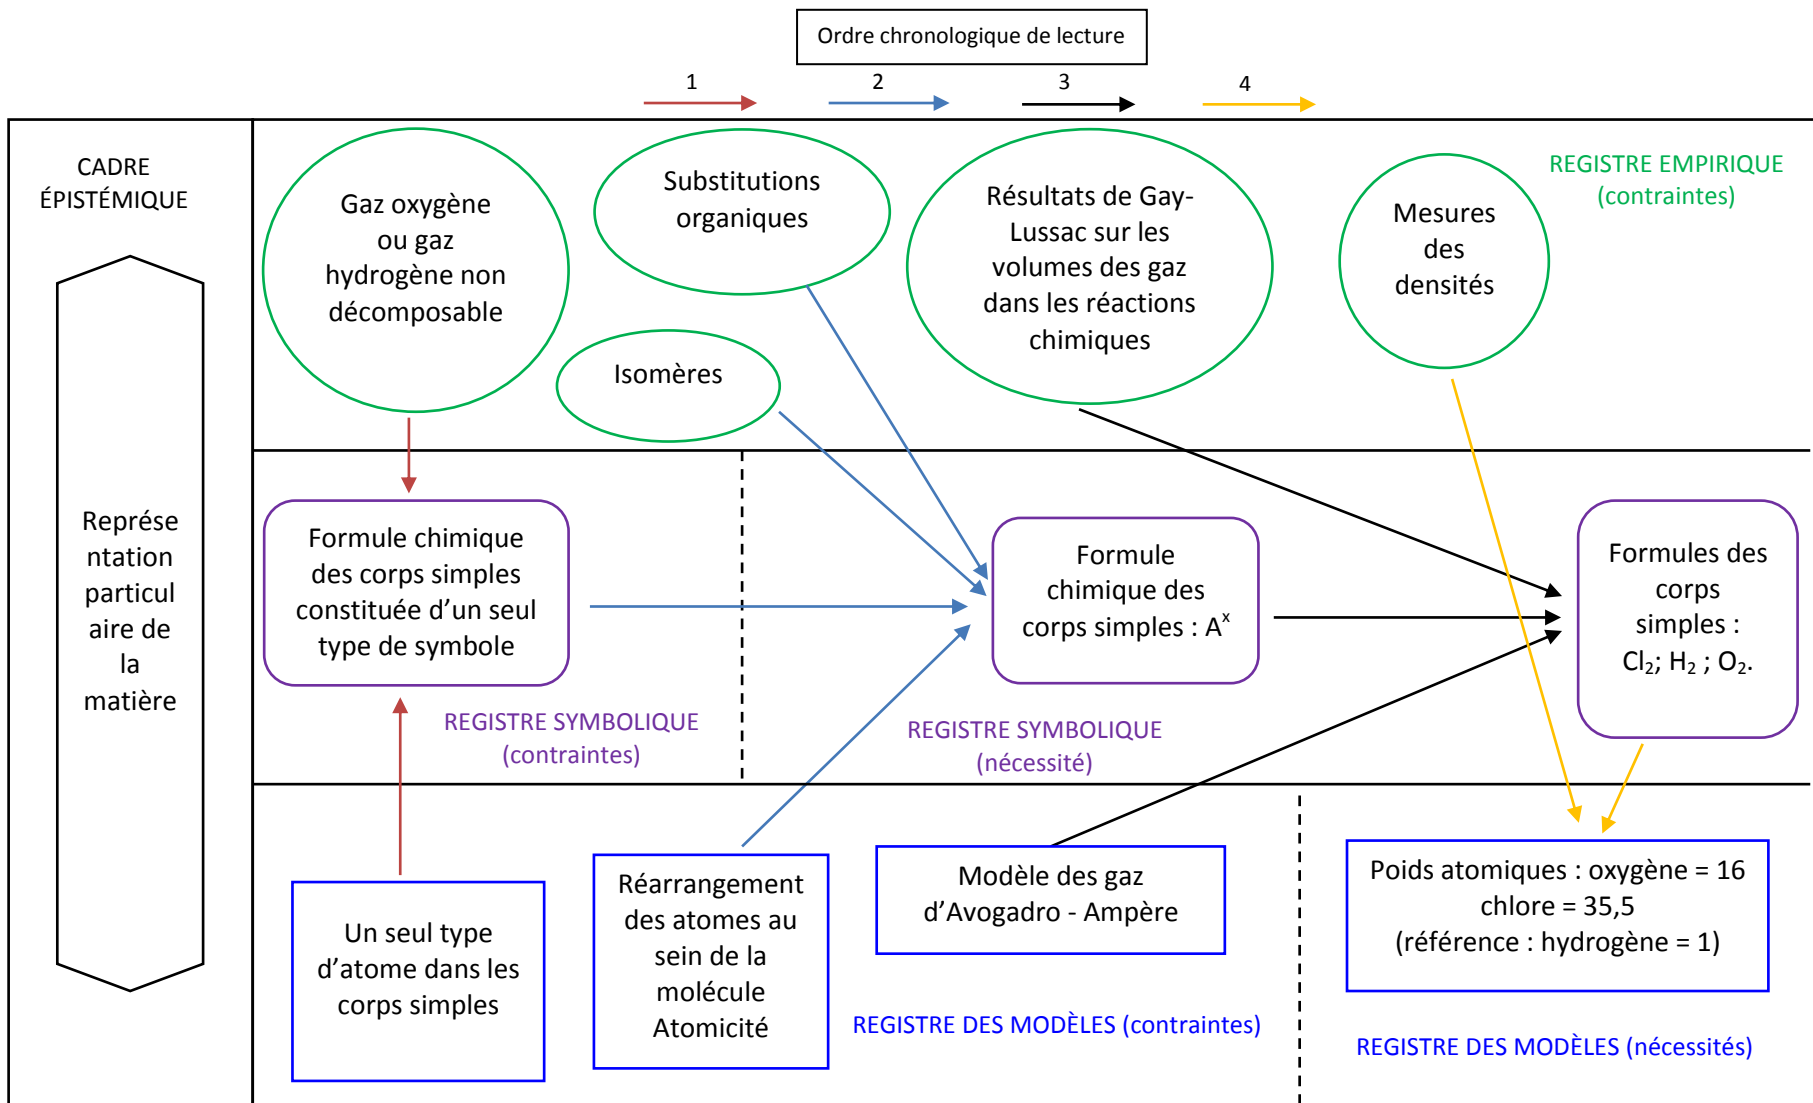 Ordre chronologique de lecture
1
2
3
4
CADRE
ÉPISTÉMIQUE
Représe
ntation
particul
aire de
la
matière
Gaz oxygène
ou gaz
hydrogène non
décomposable
Substitutions
organiques
Isomères
Résultats de Gay-
Lussac sur les
volumes des gaz
dans les réactions
chimiques
Mesures
des
densités
REGISTRE EMPIRIQUE
(contraintes)
Formule chimique
des corps simples
constituée d’un seul
type de symbole
REGISTRE SYMBOLIQUE
(contraintes)
Formule
chimique des
corps simples : Aˣ
REGISTRE SYMBOLIQUE
(nécessité)
Formules des
corps
simples :
Cl₂; H₂ ; O₂.
Un seul type
d’atome dans les
corps simples
Réarrangement
des atomes au
sein de la
molécule
Atomicité
Modèle des gaz
d’Avogadro - Ampère
REGISTRE DES MODÈLES (contraintes)
Poids atomiques : oxygène = 16
chlore = 35,5
(référence : hydrogène = 1)
REGISTRE DES MODÈLES (nécessités)